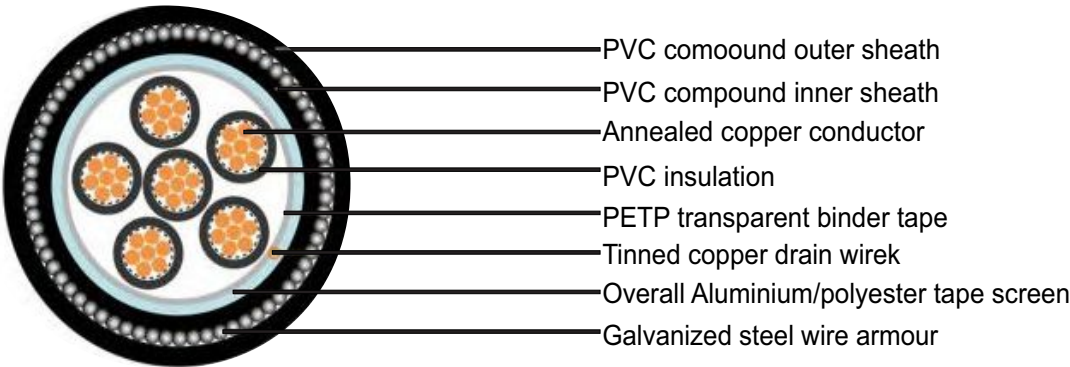 PVC comoound outer sheath
PVC compound inner sheath
Annealed copper conductor
PVC insulation
PETP transparent binder tape
Tinned copper drain wirek
Overall Aluminium/polyester tape screen
Galvanized steel wire armour